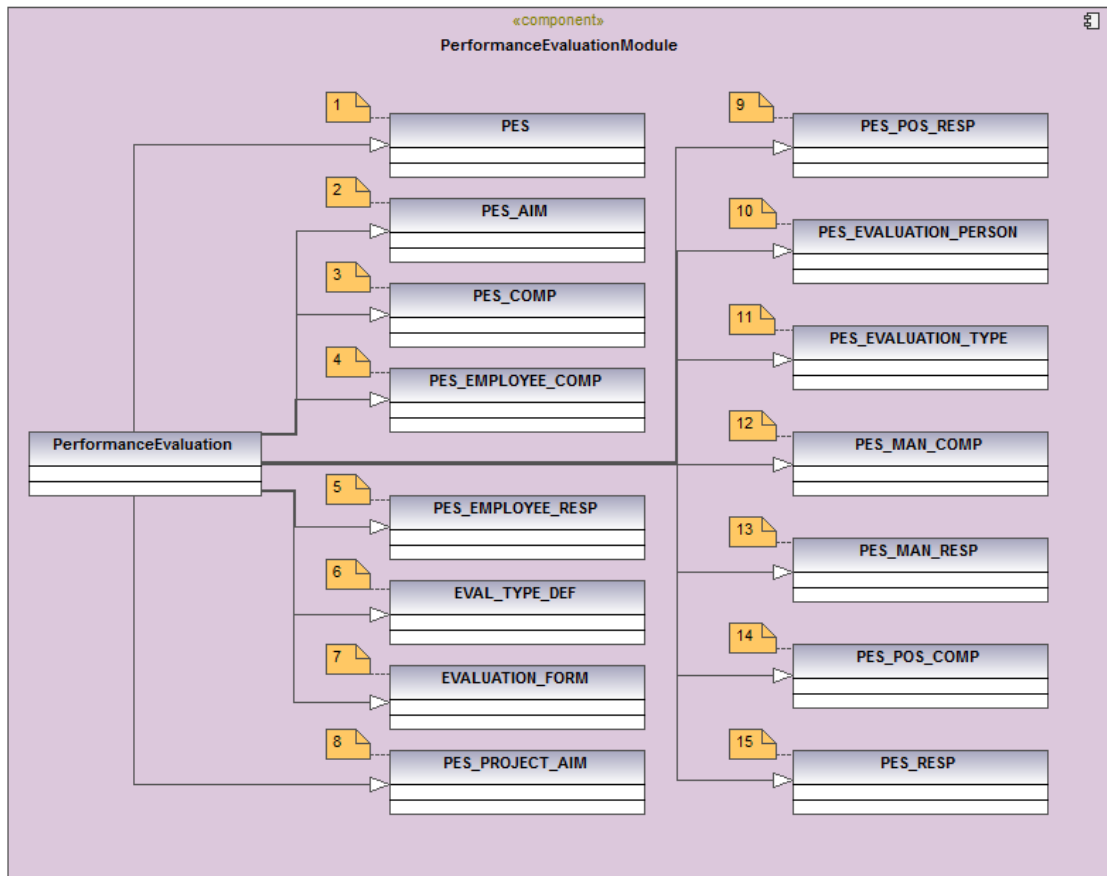 «component»
PerformanceEvaluationModule
1
PES
2
PES_AIM
3
PES_COMP
4
PES_EMPLOYEE_COMP
PerformanceEvaluation
5
PES_EMPLOYEE_RESP
6
EVAL_TYPE_DEF
7
EVALUATION_FORM
8
PES_PROJECT_AIM
9
PES_POS_RESP
10
PES_EVALUATION_PERSON
11
PES_EVALUATION_TYPE
12
PES_MAN_COMP
13
PES_MAN_RESP
14
PES_POS_COMP
15
PES_RESP